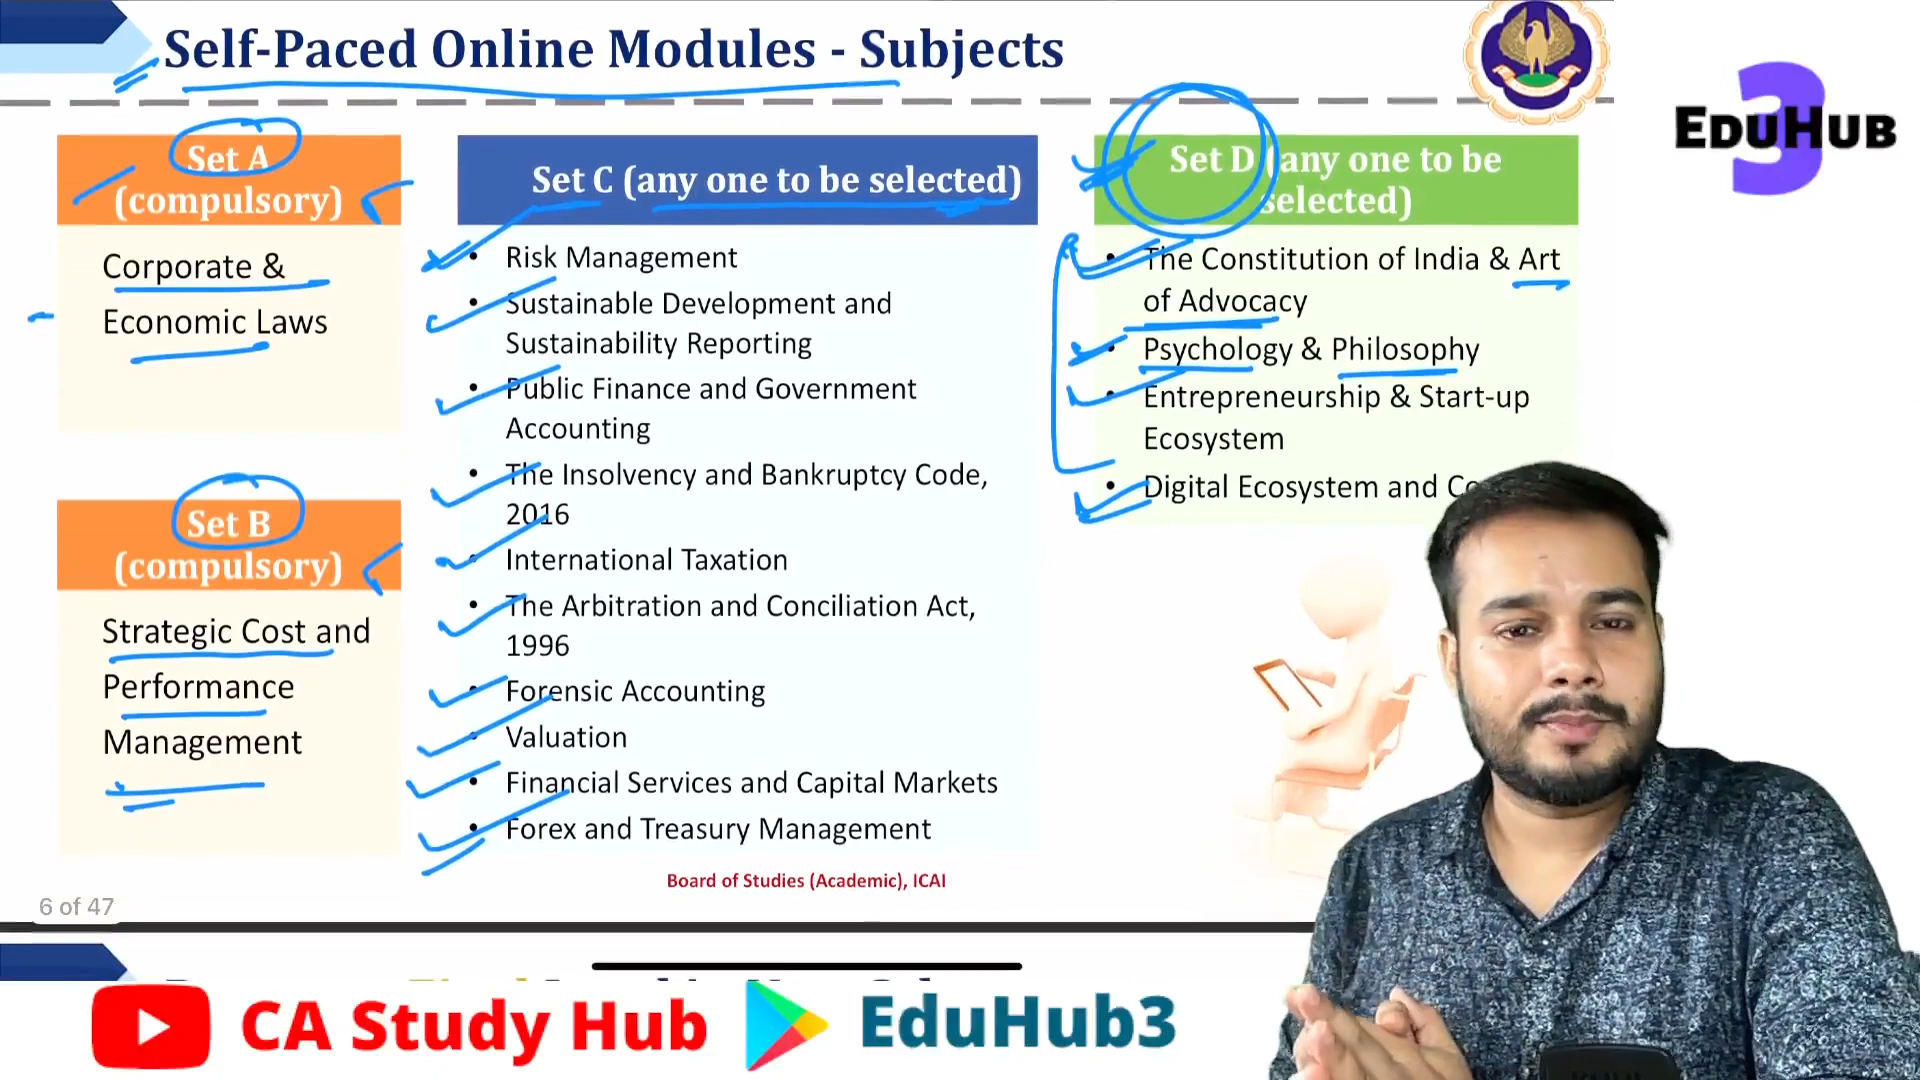 Self-Paced Online Modules - Subjects
3
EDUHUB
Set A
(compulsory)
Corporate &
Economic Laws
Set B
(compulsory)
Strategic Cost and
Performance
Management
Set C (any one to be selected)
• Risk Management
• Sustainable Development and
Sustainability Reporting
• Public Finance and Government
Accounting
• The Insolvency and Bankruptcy Code,
2016
• International Taxation
• The Arbitration and Conciliation Act,
1996
• Forensic Accounting
• Valuation
• Financial Services and Capital Markets
• Forex and Treasury Management
Set D (any one to be
selected)
• The Constitution of India & Art
of Advocacy
• Psychology & Philosophy
• Entrepreneurship & Start-up
Ecosystem
• Digital Ecosystem and
Board of Studies (Academic), ICAI
6 of 47
CA Study Hub
EduHub3